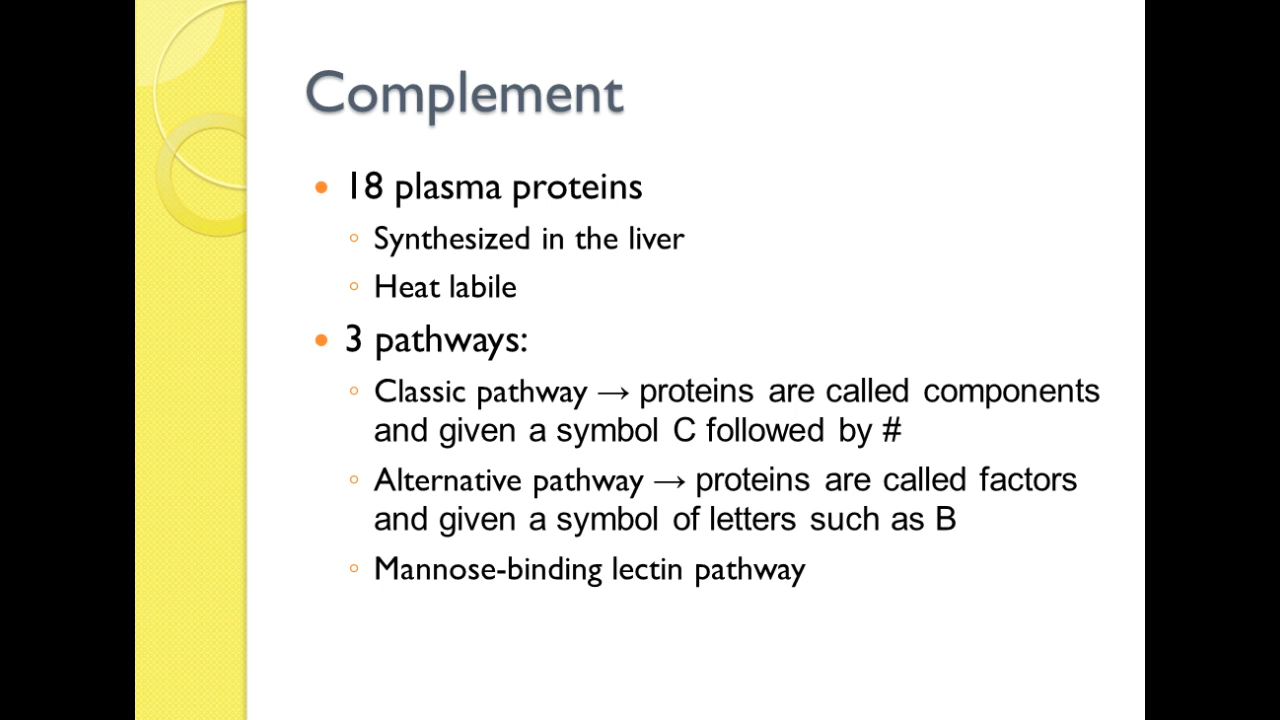 Complement
• 18 plasma proteins
◦ Synthesized in the liver
◦ Heat labile
• 3 pathways:
◦ Classic pathway → proteins are called components
and given a symbol C followed by #
◦ Alternative pathway → proteins are called factors
and given a symbol of letters such as B
◦ Mannose-binding lectin pathway